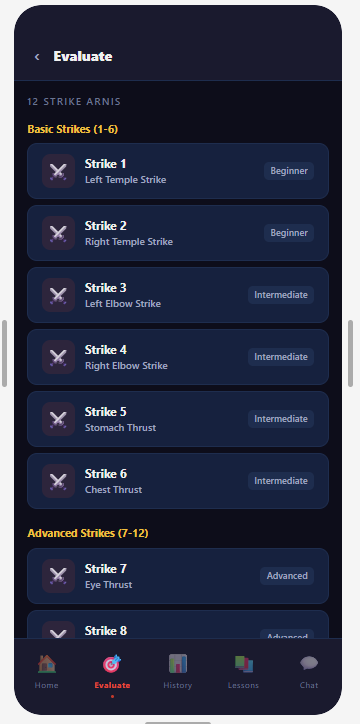 ‹ Evaluate
12 STRIKE ARNIS
Basic Strikes (1-6)
Strike 1
Left Temple Strike
Beginner
Strike 2
Right Temple Strike
Beginner
Strike 3
Left Elbow Strike
Intermediate
Strike 4
Right Elbow Strike
Intermediate
Strike 5
Stomach Thrust
Intermediate
Strike 6
Chest Thrust
Intermediate
Advanced Strikes (7-12)
Strike 7
Eye Thrust
Advanced
Strike 8
Advanced
Home
Evaluate
History
Lessons
Chat